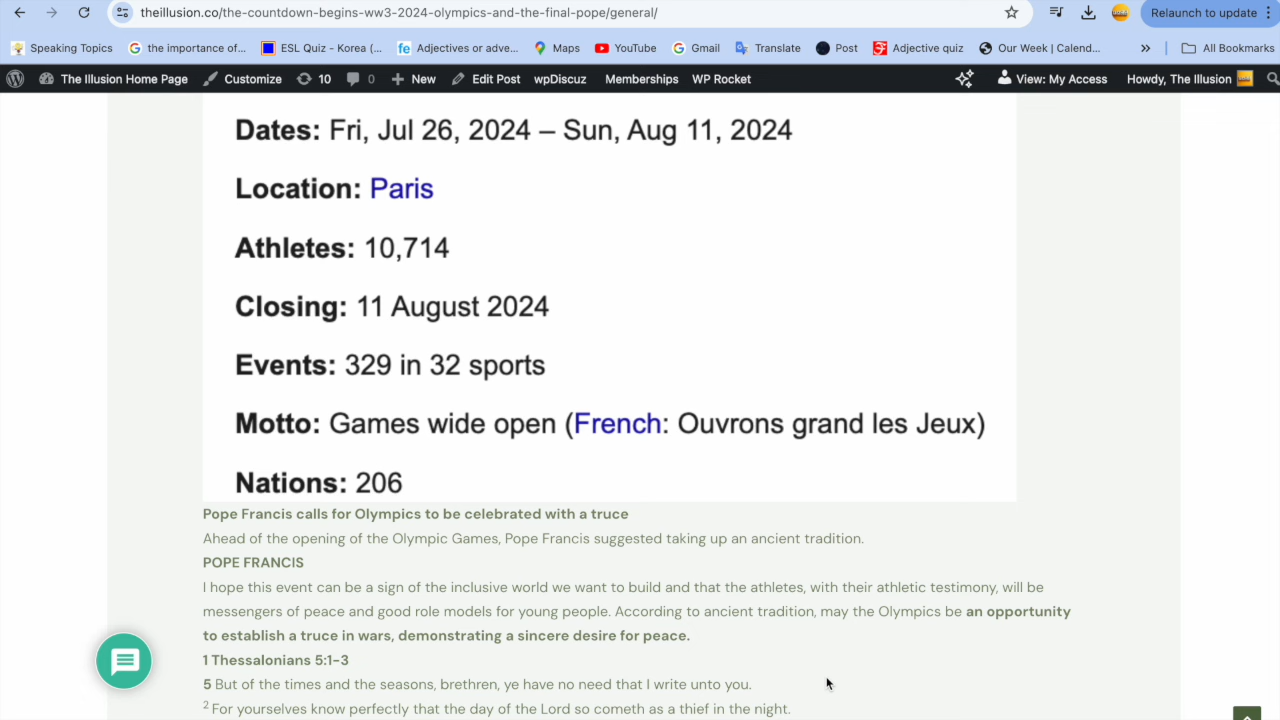 theillusion.co/the-countdown-begins-ww3-2024-olympics-and-the-final-pope/general/
Relaunch to update
Speaking Topics
the importance of...
ESL Quiz - Korea (...
Adjectives or adve...
Maps
YouTube
Gmail
Translate
Post
Adjective quiz
Our Week | Calend...
»
All Bookmarks
The Illusion Home Page
Customize
10
0
New
Edit Post
wpDiscuz
Memberships
WP Rocket
View: My Access
Howdy, The Illusion
Dates: Fri, Jul 26, 2024 – Sun, Aug 11, 2024
Location: Paris
Athletes: 10,714
Closing: 11 August 2024
Events: 329 in 32 sports
Motto: Games wide open (French: Ouvrons grand les Jeux)
Nations: 206
Pope Francis calls for Olympics to be celebrated with a truce
Ahead of the opening of the Olympic Games, Pope Francis suggested taking up an ancient tradition.
POPE FRANCIS
I hope this event can be a sign of the inclusive world we want to build and that the athletes, with their athletic testimony, will be
messengers of peace and good role models for young people. According to ancient tradition, may the Olympics be an opportunity
to establish a truce in wars, demonstrating a sincere desire for peace.
1 Thessalonians 5:1-3
5 But of the times and the seasons, brethren, ye have no need that I write unto you.
2 For yourselves know perfectly that the day of the Lord so cometh as a thief in the night.